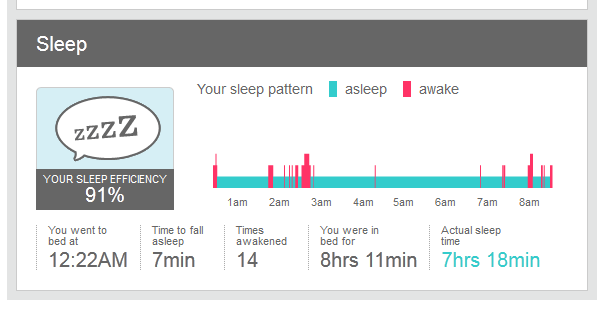 Sleep
Your sleep pattern asleep awake
zzzZ
YOUR SLEEP EFFICIENCY
91%
1am 2am 3am 4am 5am 6am 7am 8am
You went to
bed at
12:22AM
Time to fall
asleep
7min
Times
awakened
14
You were in
bed for
8hrs 11min
Actual sleep
time
7hrs 18min